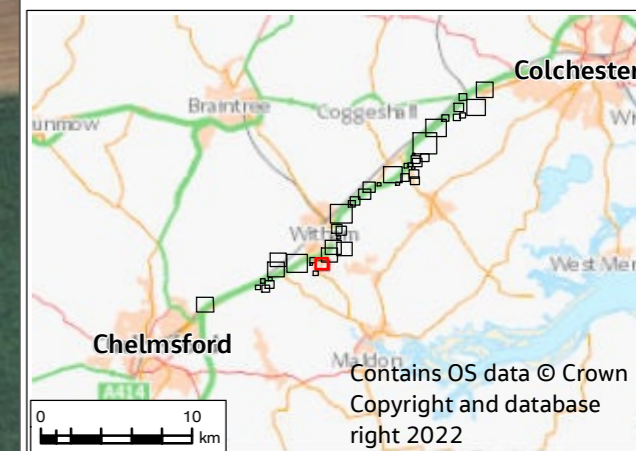 Colchester
Braintree
Coggeshall
unmow
Witham
West Mer
Chelmsford
Maldon
A414
Contains OS data © Crown
Copyright and database
right 2022
0 10
km